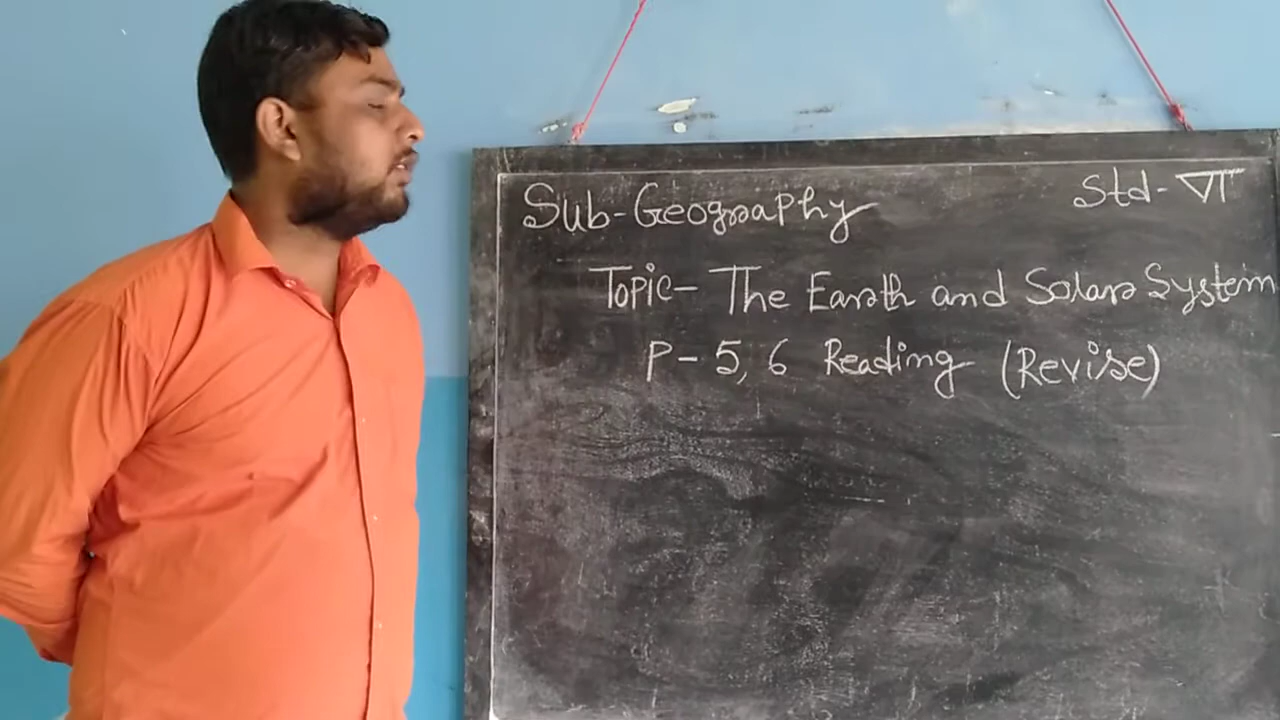 Sub-Geography Std-VI
Topic- The Earth and Solar System
P-5, 6 Reading (Revise)